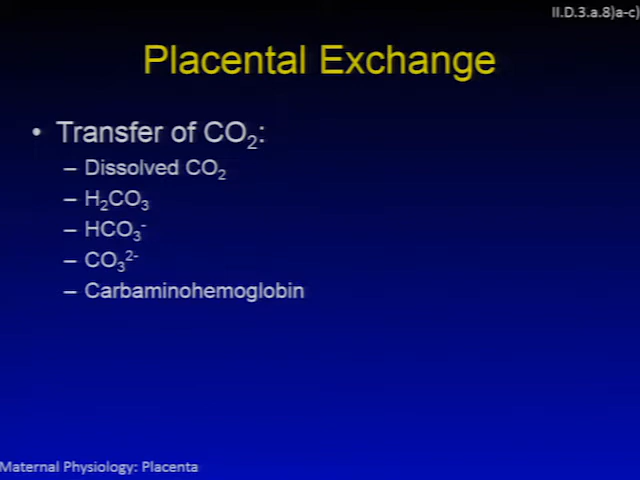 II.D.3.a.8)a-c)
Placental Exchange
• Transfer of CO₂:
– Dissolved CO₂
– H₂CO₃
– HCO₃⁻
– CO₃²⁻
– Carbaminohemoglobin
Maternal Physiology: Placenta